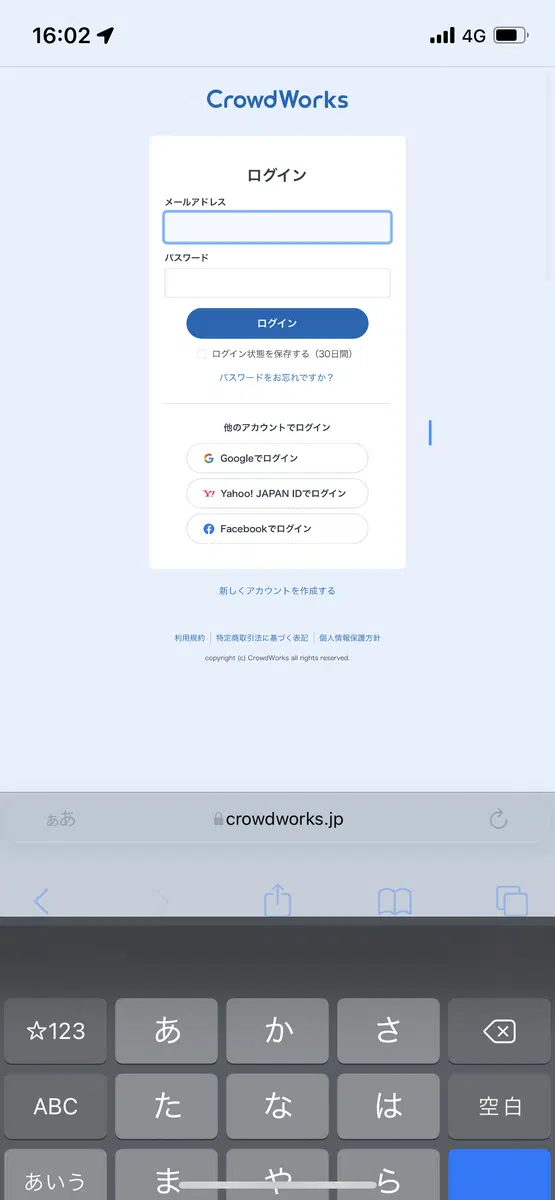 16:02
4G
CrowdWorks
ログイン
メールアドレス
パスワード
ログイン
ログイン状態を保存する（30日間）
パスワードをお忘れですか？
他のアカウントでログイン
Googleでログイン
Yahoo! JAPAN IDでログイン
Facebookでログイン
新しくアカウントを作成する
利用規約 特定商取引法に基づく表記 個人情報保護方針
copyright (c) CrowdWorks all rights reserved.
ぁあ crowdworks.jp
☆123 あ か さ
ABC た な は 空白
あいう ま や ら